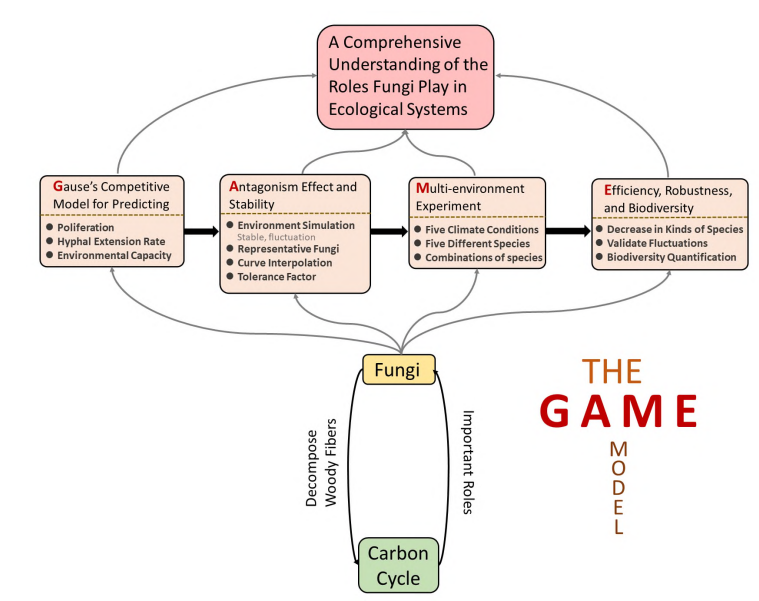 A Comprehensive
Understanding of the
Roles Fungi Play in
Ecological Systems
Gause's Competitive
Model for Predicting
● Poliferation
● Hyphal Extension Rate
● Environmental Capacity
Antagonism Effect and
Stability
● Environment Simulation
Stable, fluctuation
● Representative Fungi
● Curve Interpolation
● Tolerance Factor
Multi-environment
Experiment
● Five Climate Conditions
● Five Different Species
● Combinations of species
Efficiency, Robustness,
and Biodiversity
● Decrease in Kinds of Species
● Validate Fluctuations
● Biodiversity Quantification
Fungi
Decompose
Woody Fibers
Important Roles
Carbon
Cycle
THE
GAME
M
O
D
E
L